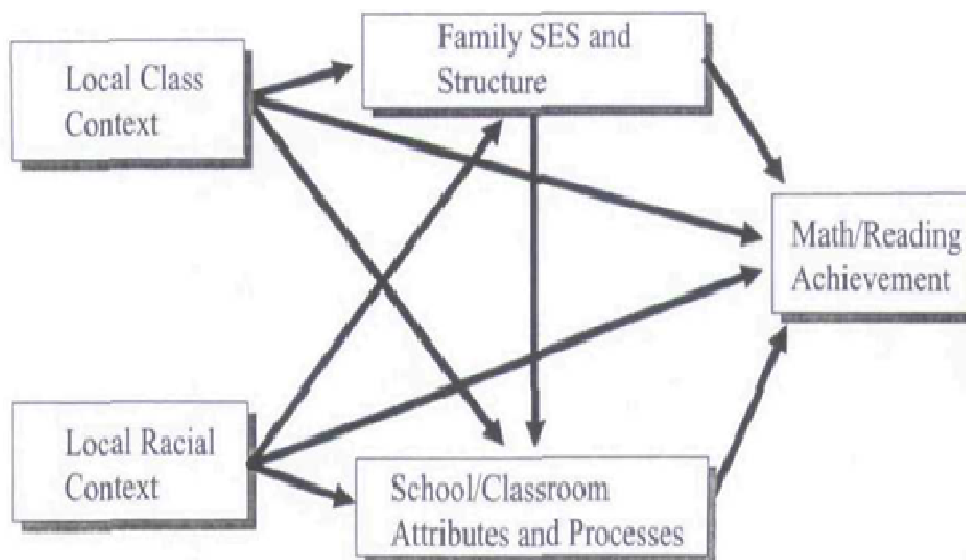 Family SES and
Structure
Local Class
Context
Math/Reading
Achievement
Local Racial
Context
School/Classroom
Attributes and Processes